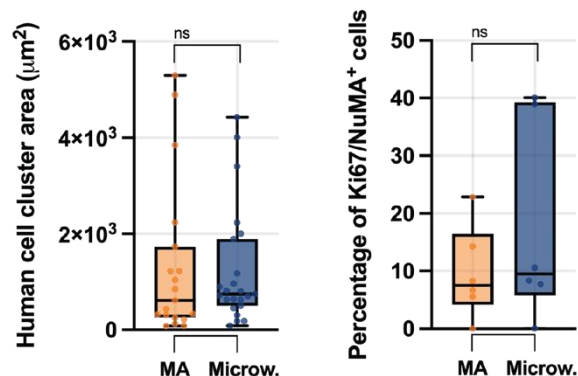 Human cell cluster area (μm²)
6×10³
4×10³
2×10³
0
ns
MA Microw.
Percentage of Ki67/NuMA⁺ cells
50
40
30
20
10
0
ns
MA Microw.